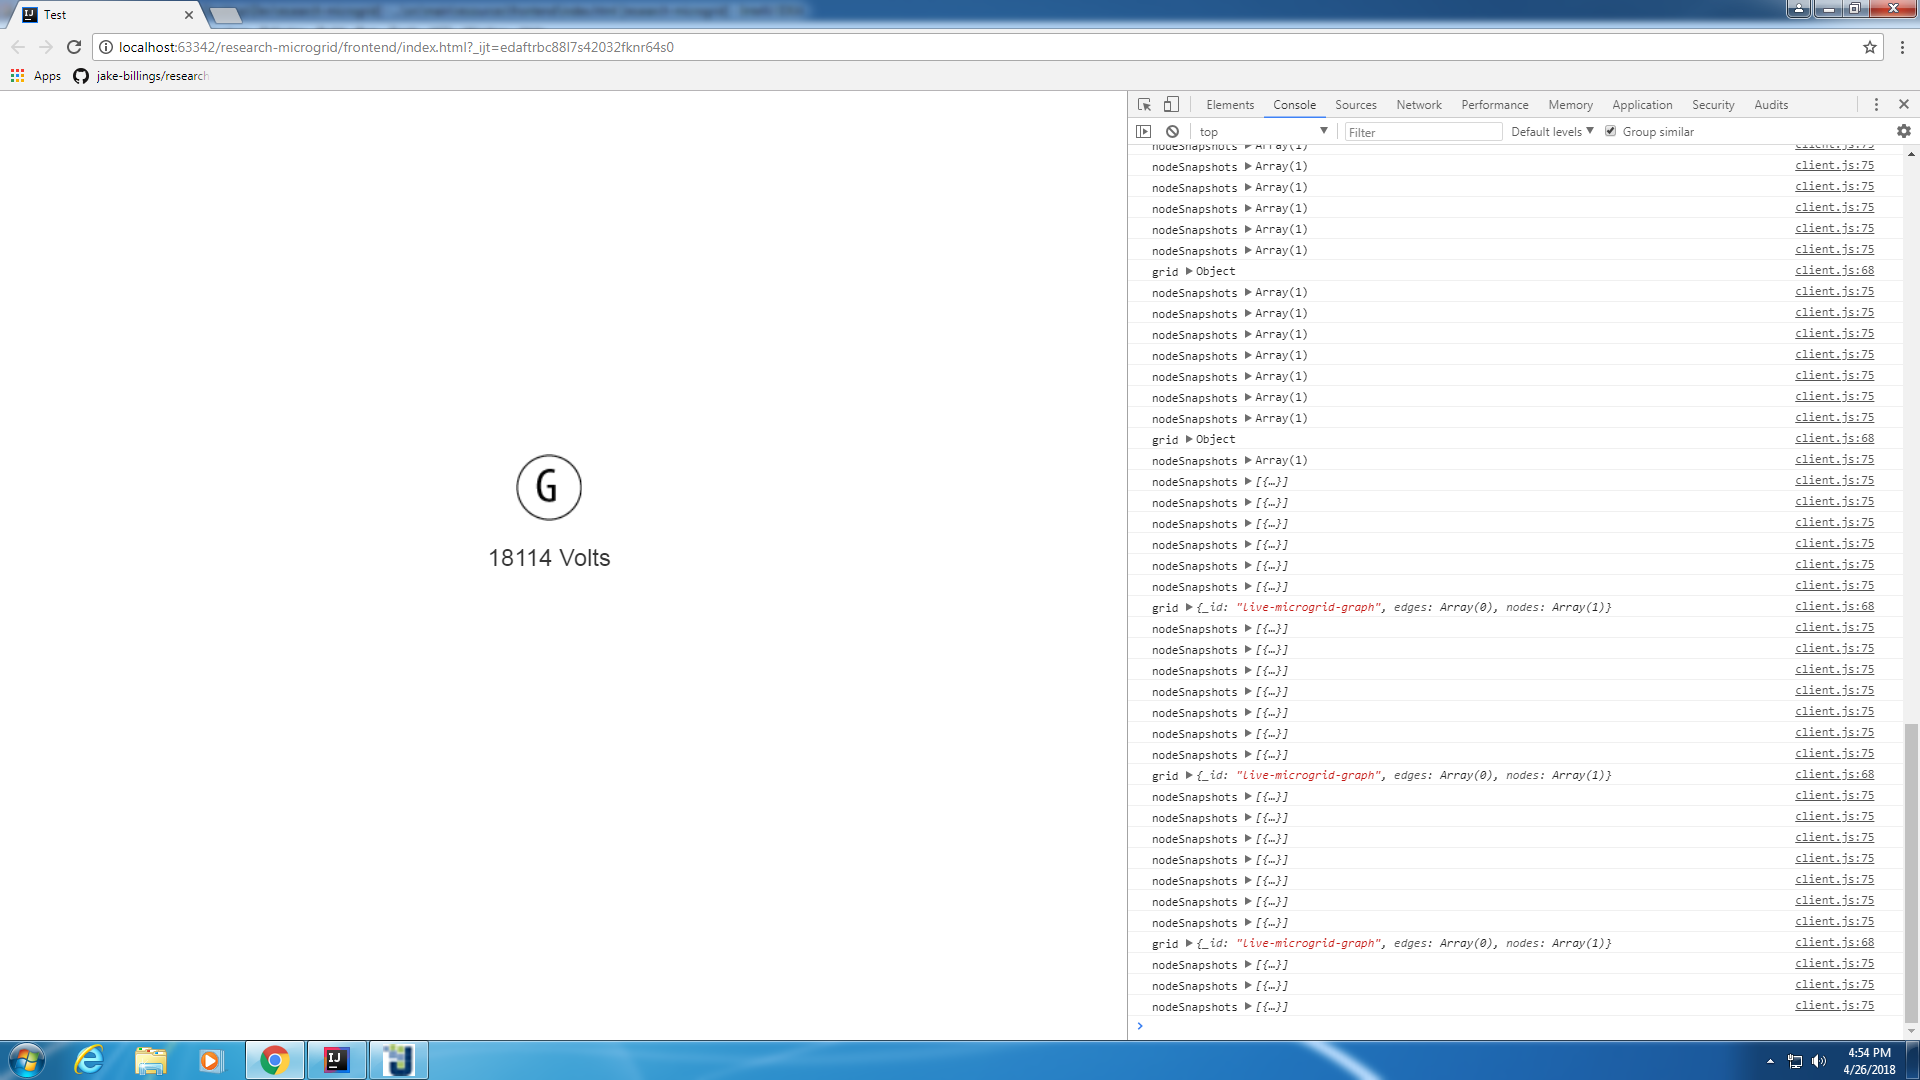 Test
localhost:63342/research-microgrid/frontend/index.html?_ijt=edaftrbc88l7s42032fknr64s0
Apps jake-billings/research
Elements Console Sources Network Performance Memory Application Security Audits
top Filter Default levels Group similar
nodeSnapshots Array(1) client.js:75
nodeSnapshots Array(1) client.js:75
nodeSnapshots Array(1) client.js:75
nodeSnapshots Array(1) client.js:75
nodeSnapshots Array(1) client.js:75
nodeSnapshots Array(1) client.js:75
grid Object client.js:68
nodeSnapshots Array(1) client.js:75
nodeSnapshots Array(1) client.js:75
nodeSnapshots Array(1) client.js:75
nodeSnapshots Array(1) client.js:75
nodeSnapshots Array(1) client.js:75
nodeSnapshots Array(1) client.js:75
nodeSnapshots Array(1) client.js:75
grid Object client.js:68
nodeSnapshots Array(1) client.js:75
nodeSnapshots [{…}] client.js:75
nodeSnapshots [{…}] client.js:75
nodeSnapshots [{…}] client.js:75
nodeSnapshots [{…}] client.js:75
nodeSnapshots [{…}] client.js:75
nodeSnapshots [{…}] client.js:75
grid {_id: "live-microgrid-graph", edges: Array(0), nodes: Array(1)} client.js:68
nodeSnapshots [{…}] client.js:75
nodeSnapshots [{…}] client.js:75
nodeSnapshots [{…}] client.js:75
nodeSnapshots [{…}] client.js:75
nodeSnapshots [{…}] client.js:75
nodeSnapshots [{…}] client.js:75
nodeSnapshots [{…}] client.js:75
grid {_id: "live-microgrid-graph", edges: Array(0), nodes: Array(1)} client.js:68
nodeSnapshots [{…}] client.js:75
nodeSnapshots [{…}] client.js:75
nodeSnapshots [{…}] client.js:75
nodeSnapshots [{…}] client.js:75
nodeSnapshots [{…}] client.js:75
nodeSnapshots [{…}] client.js:75
nodeSnapshots [{…}] client.js:75
grid {_id: "live-microgrid-graph", edges: Array(0), nodes: Array(1)} client.js:68
nodeSnapshots [{…}] client.js:75
nodeSnapshots [{…}] client.js:75
nodeSnapshots [{…}] client.js:75
G
18114 Volts
IJ
4:54 PM
4/26/2018